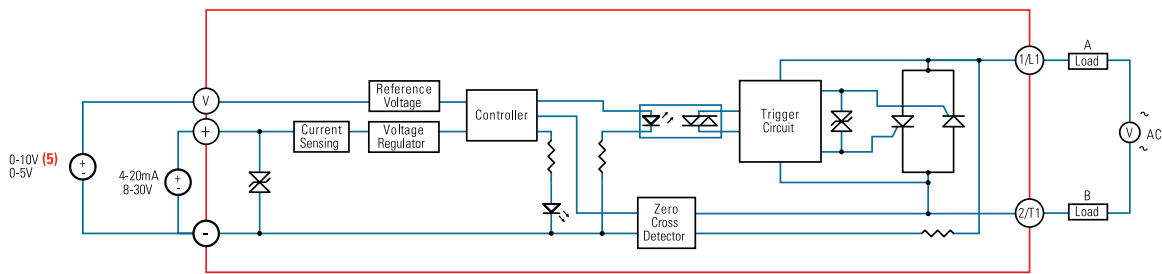 1/L1
A
Load
V
Reference
Voltage
Controller
Trigger
Circuit
+
Current
Sensing
Voltage
Regulator
~
V
AC
~
0-10V (5)
0-5V
+
-
4-20mA
8-30V
+
-
-
Zero
Cross
Detector
2/T1
B
Load